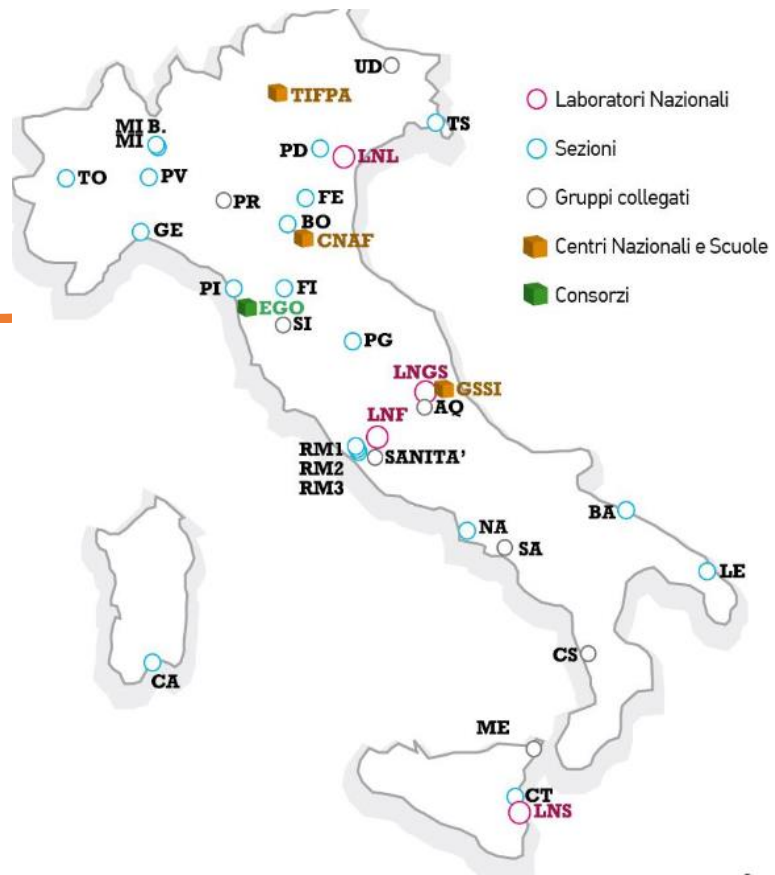 UD
TIFPA
Laboratori Nazionali
MI B.
MI
TS
PD
LNL
Sezioni
TO
PV
PR
FE
Gruppi collegati
GE
BO
CNAF
Centri Nazionali e Scuole
PI
FI
EGO
Consorzi
SI
PG
LNGS
GSSI
AQ
LNF
RM1
SANITA'
RM2
RM3
NA
BA
SA
LE
CS
CA
ME
CT
LNS